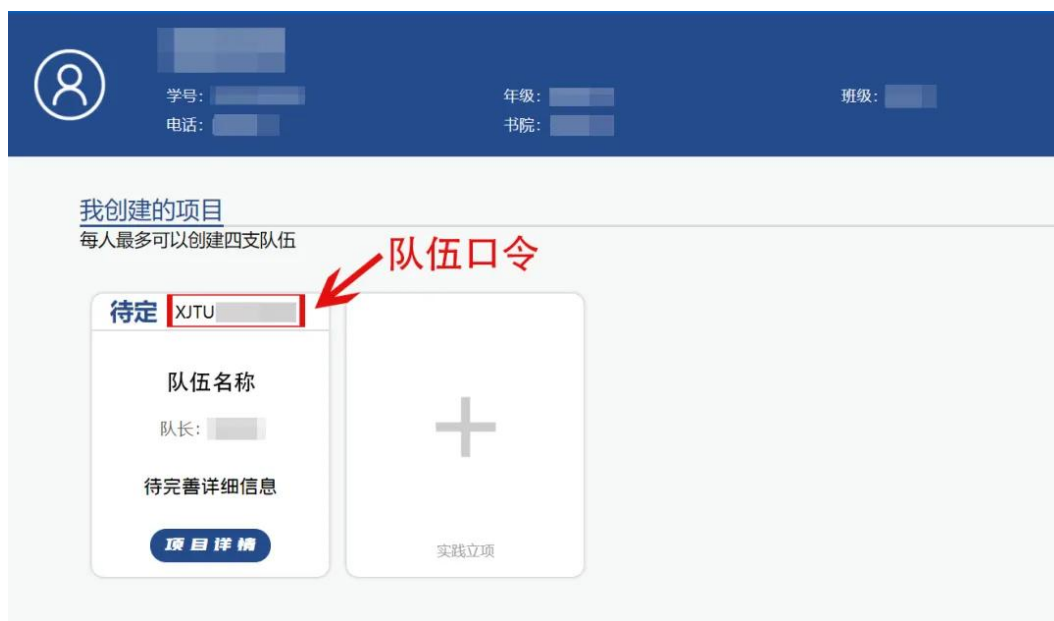 学号:
年级:
班级:
电话:
书院:
我创建的项目
每人最多可以创建四支队伍
队伍口令
待定 XJTU
队伍名称
队长:
待完善详细信息
项目详情
实践立项